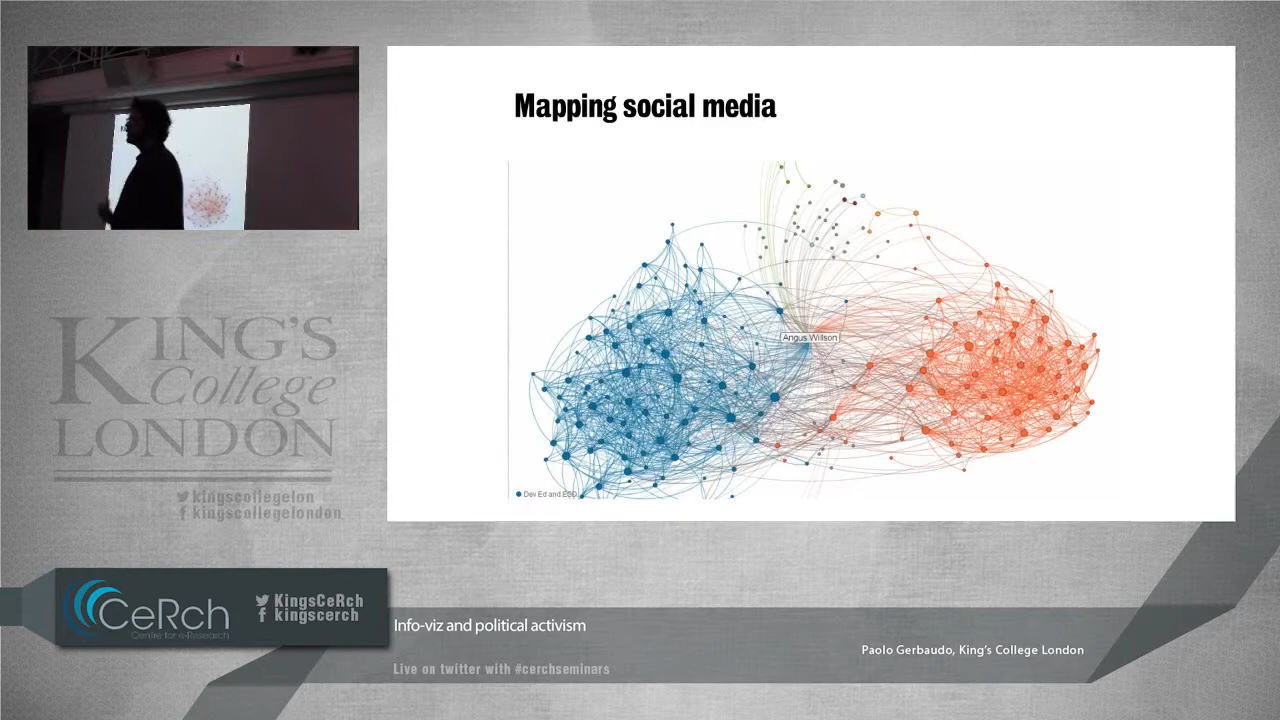 Mapping social media
Angus Willson
Dev Ed and ESD
KING'S
College
LONDON
kingscollegelon
kingscollegelondon
CeRch
Centre for e-Research
KingsCeRch
kingscerch
Info-viz and political activism
Paolo Gerbaudo, King's College London
Live on twitter with #cerchseminars